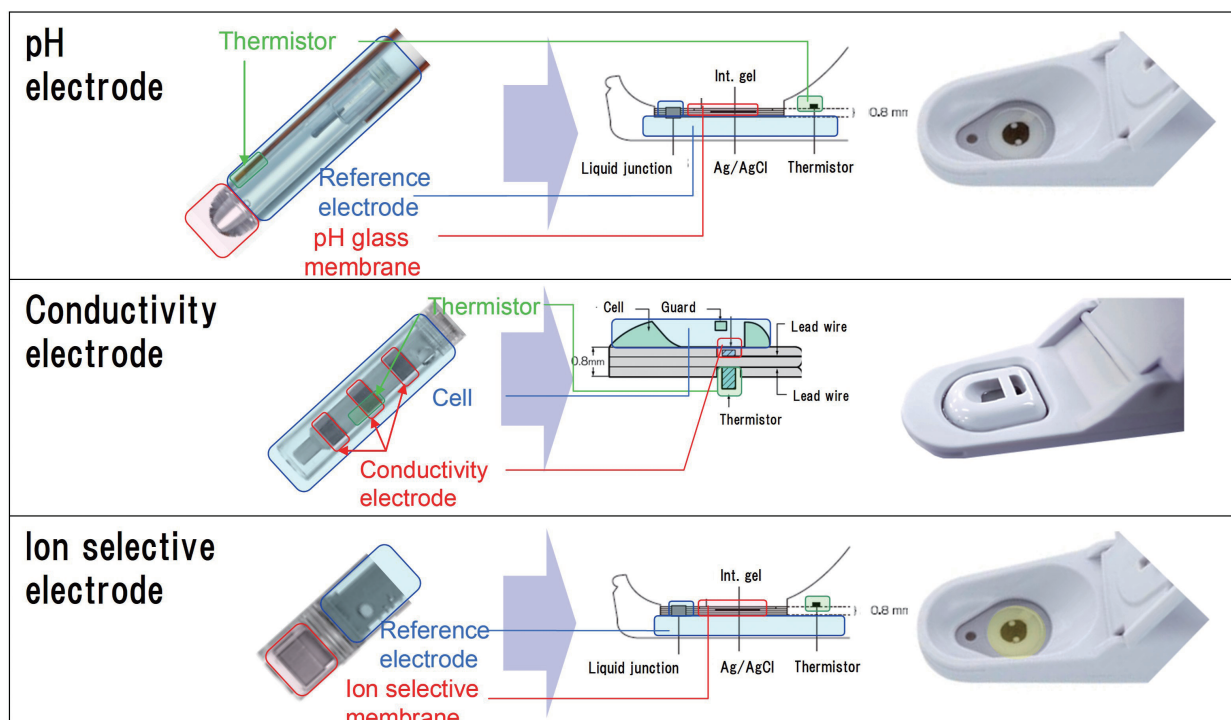 pH
electrode
Thermistor
Reference
electrode
pH glass
membrane
Int. gel
0.8 mm
Liquid junction
Ag/AgCl
Thermistor
Conductivity
electrode
Thermistor
Cell
Conductivity
electrode
Cell
Guard
Lead wire
0.8mm
Lead wire
Thermistor
Ion selective
electrode
Reference
electrode
Ion selective
membrane
Int. gel
0.8 mm
Liquid junction
Ag/AgCl
Thermistor